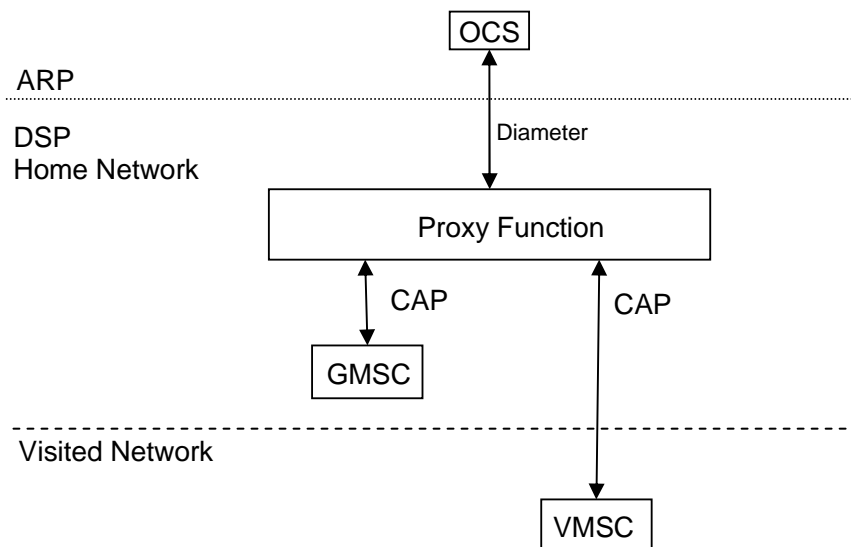 OCS
ARP
Diameter
DSP
Home Network
Proxy Function
CAP
CAP
GMSC
Visited Network
VMSC